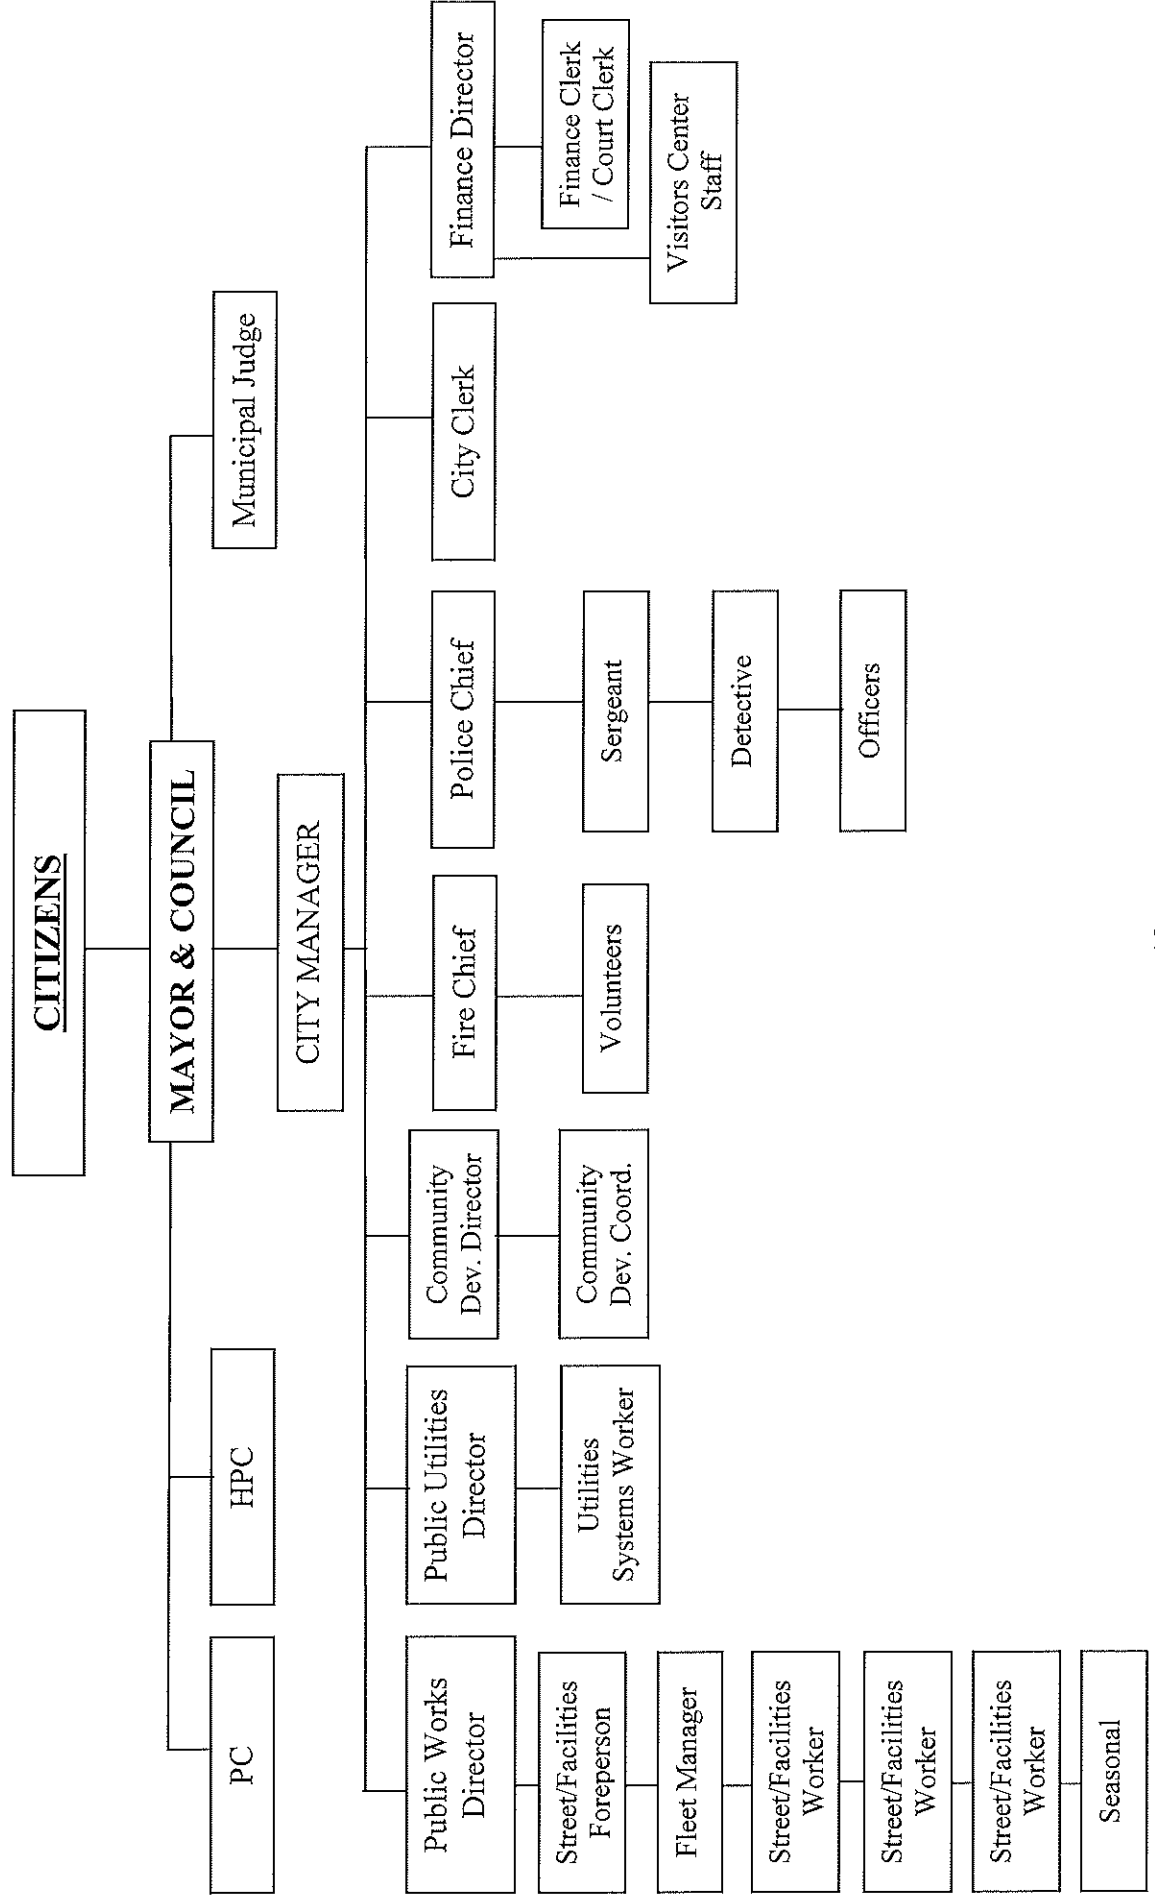 CITIZENS
MAYOR & COUNCIL
PC
HPC
Municipal Judge
CITY MANAGER
Public Works
Director
Public Utilities
Director
Community
Dev. Director
Fire Chief
Police Chief
City Clerk
Finance Director
Street/Facilities
Foreperson
Fleet Manager
Street/Facilities
Worker
Street/Facilities
Worker
Street/Facilities
Worker
Seasonal
Utilities
Systems Worker
Community
Dev. Coord.
Volunteers
Sergeant
Detective
Officers
Finance Clerk
/ Court Clerk
Visitors Center
Staff